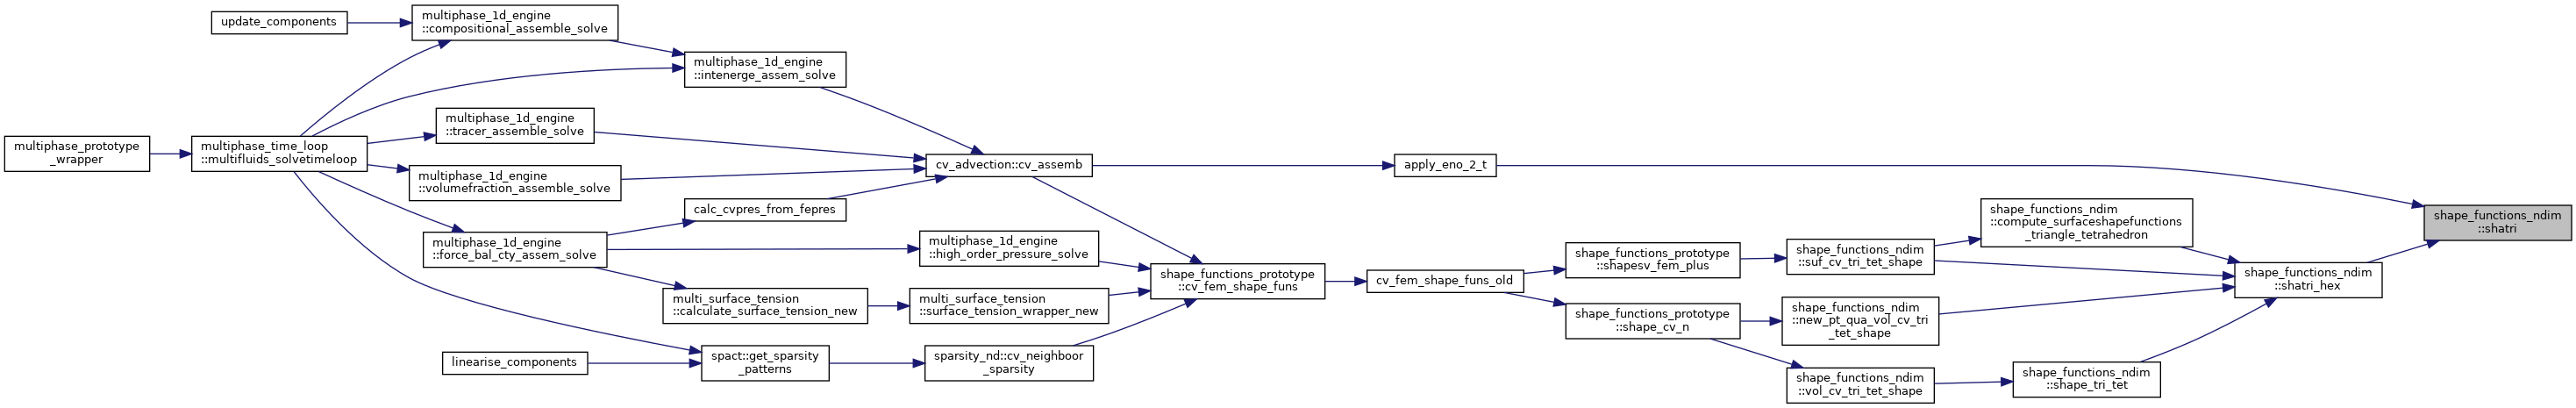 update_components
multiphase_1d_engine
::compositional_assemble_solve
multiphase_1d_engine
::intenerge_assem_solve
multiphase_1d_engine
::tracer_assemble_solve
multiphase_prototype
_wrapper
multiphase_time_loop
::multifluids_solvetimeloop
multiphase_1d_engine
::volumefraction_assemble_solve
cv_advection::cv_assemb
apply_eno_2_t
calc_cvpres_from_fepres
multiphase_1d_engine
::force_bal_cty_assem_solve
multiphase_1d_engine
::high_order_pressure_solve
multi_surface_tension
::calculate_surface_tension_new
multi_surface_tension
::surface_tension_wrapper_new
shape_functions_prototype
::cv_fem_shape_funs
cv_fem_shape_funs_old
shape_functions_prototype
::shapesv_fem_plus
shape_functions_ndim
::suf_cv_tri_tet_shape
shape_functions_ndim
::compute_surfaceshapefunctions
_triangle_tetrahedron
shape_functions_ndim
::shatri
shape_functions_ndim
::shatri_hex
shape_functions_prototype
::shape_cv_n
shape_functions_ndim
::new_pt_qua_vol_cv_tri
_tet_shape
linearise_components
spact::get_sparsity
_patterns
sparsity_nd::cv_neighboor
_sparsity
shape_functions_ndim
::vol_cv_tri_tet_shape
shape_functions_ndim
::shape_tri_tet